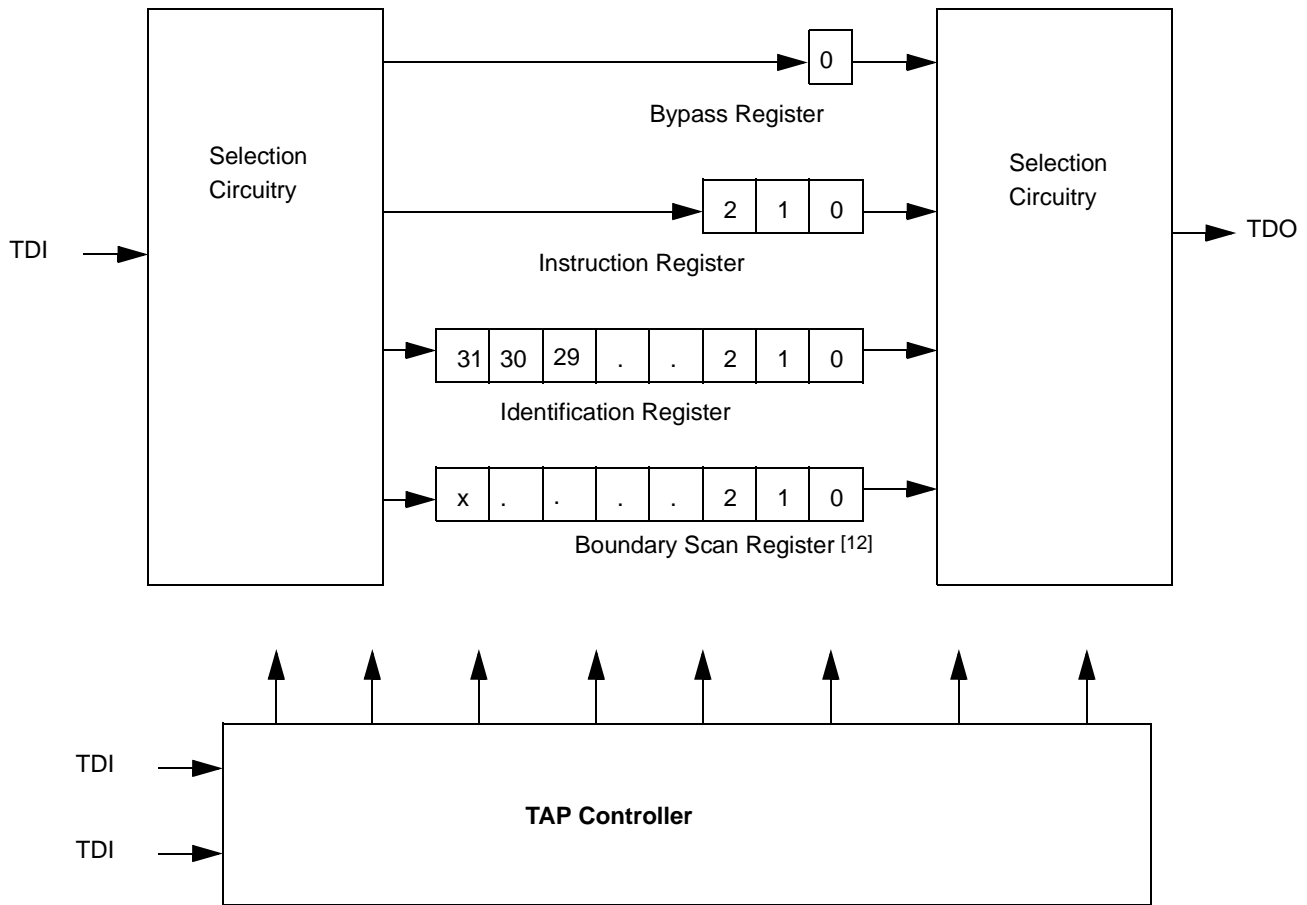 0
Bypass Register
Selection
Circuitry
Selection
Circuitry
2 1 0
TDI
TDO
Instruction Register
31 30 29 . . 2 1 0
Identification Register
x . . . . 2 1 0
Boundary Scan Register [12]
TDI
TAP Controller
TDI